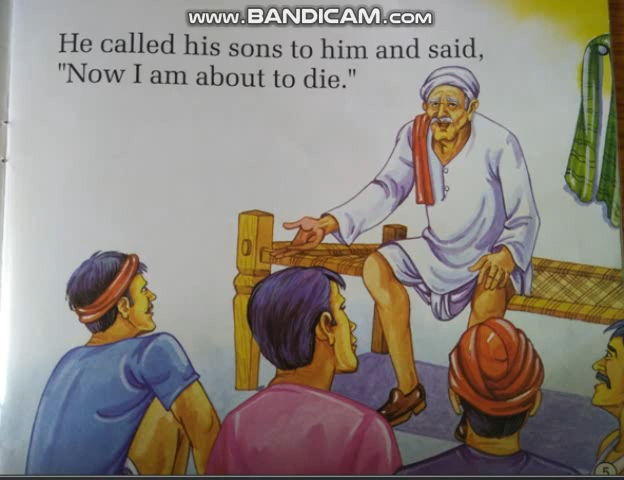 www.BANDICAM.com
He called his sons to him and said,
"Now I am about to die."
5